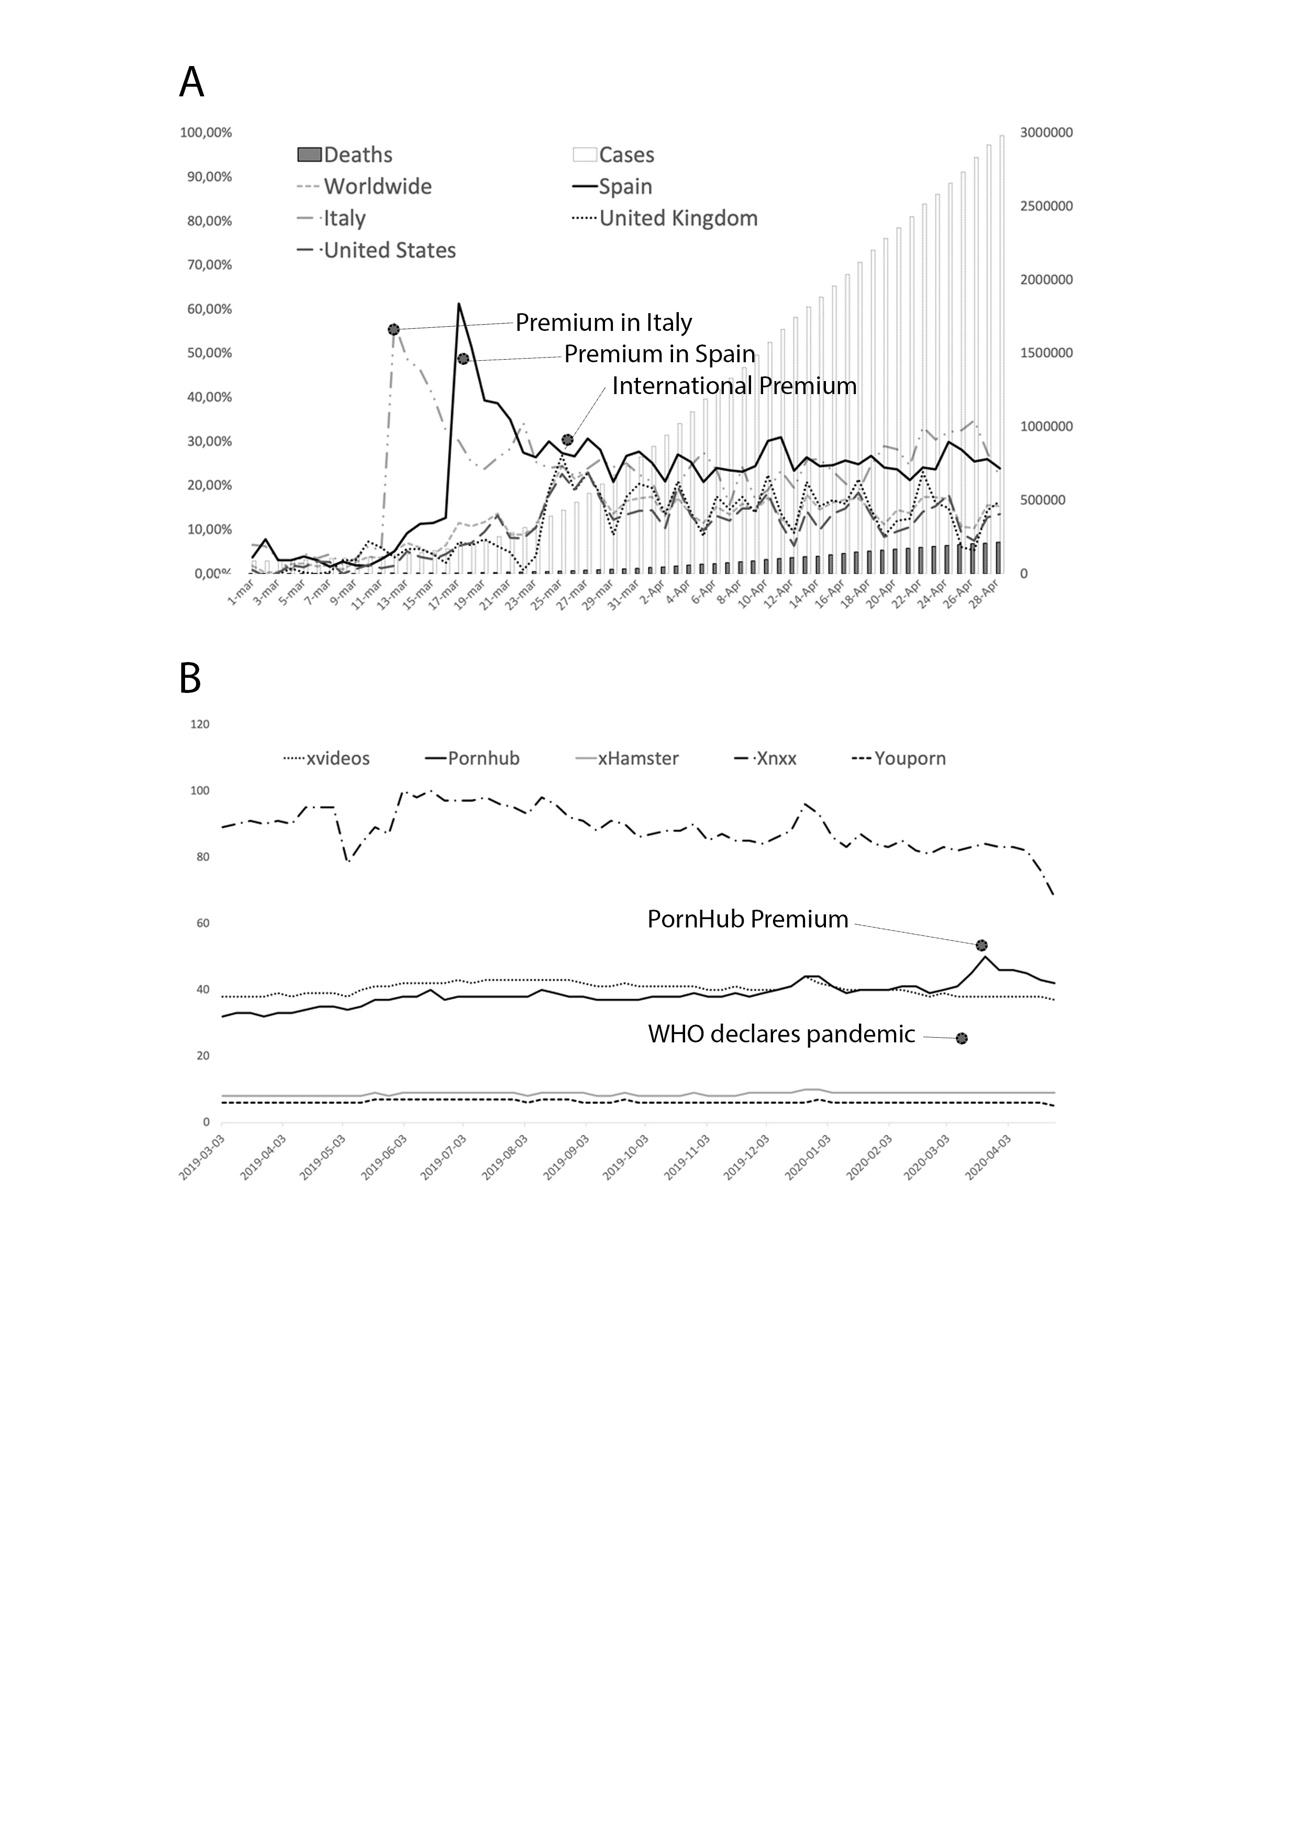 A
100,00% 3000000
Deaths Cases
90,00%
Worldwide Spain
80,00% 2500000
Italy United Kingdom
United States
70,00%
2000000
60,00%
Premium in Italy
50,00% Premium in Spain 1500000
International Premium
40,00%
30,00% 1000000
20,00%
500000
10,00%
0,00% 0
1-mar 3-mar 5-mar 7-mar 9-mar 11-mar 13-mar 15-mar 17-mar 19-mar 21-mar 23-mar 25-mar 27-mar 29-mar 31-mar 2-Apr 4-Apr 6-Apr 8-Apr 10-Apr 12-Apr 14-Apr 16-Apr 18-Apr 20-Apr 22-Apr 24-Apr 26-Apr 28-Apr
B
120
xvideos Pornhub xHamster Xnxx Youporn
100
80
60
PornHub Premium
40
WHO declares pandemic
20
0
2019-03-03 2019-04-03 2019-05-03 2019-06-03 2019-07-03 2019-08-03 2019-09-03 2019-10-03 2019-11-03 2019-12-03 2020-01-03 2020-02-03 2020-03-03 2020-04-03